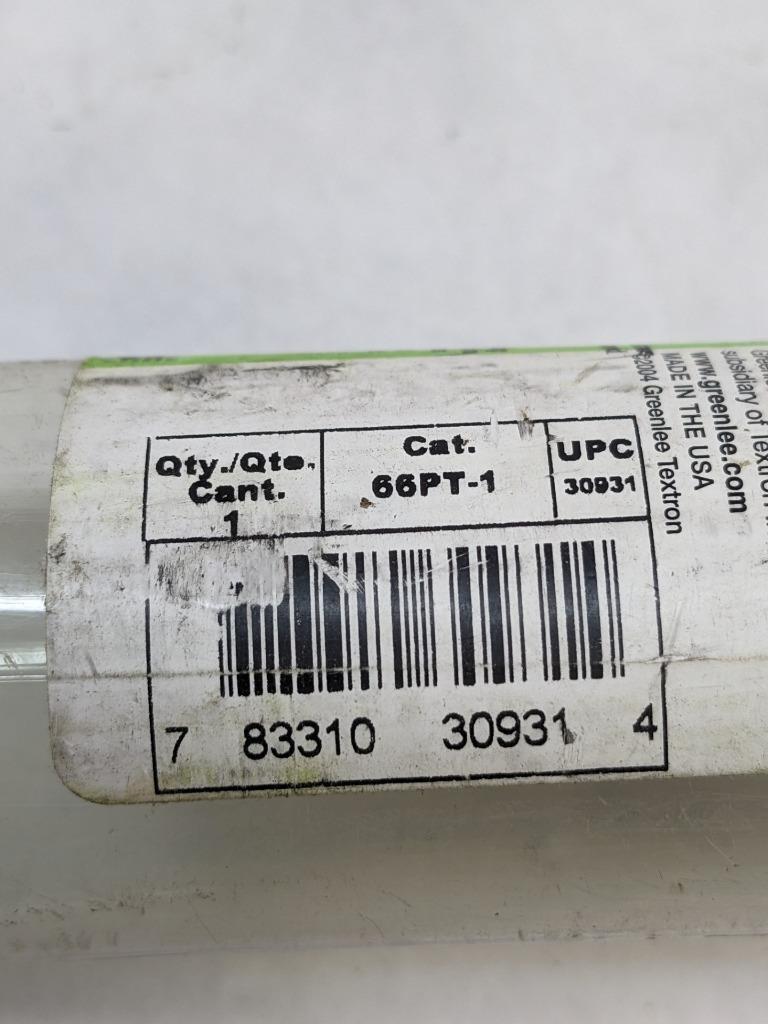 Qty./Qte. Cat. UPC
Cant. 66PT-1 30931
1
7 83310 30931 4
©2004 Greenlee Textron
MADE IN THE USA
www.greenlee.com
subsidiary of Textron